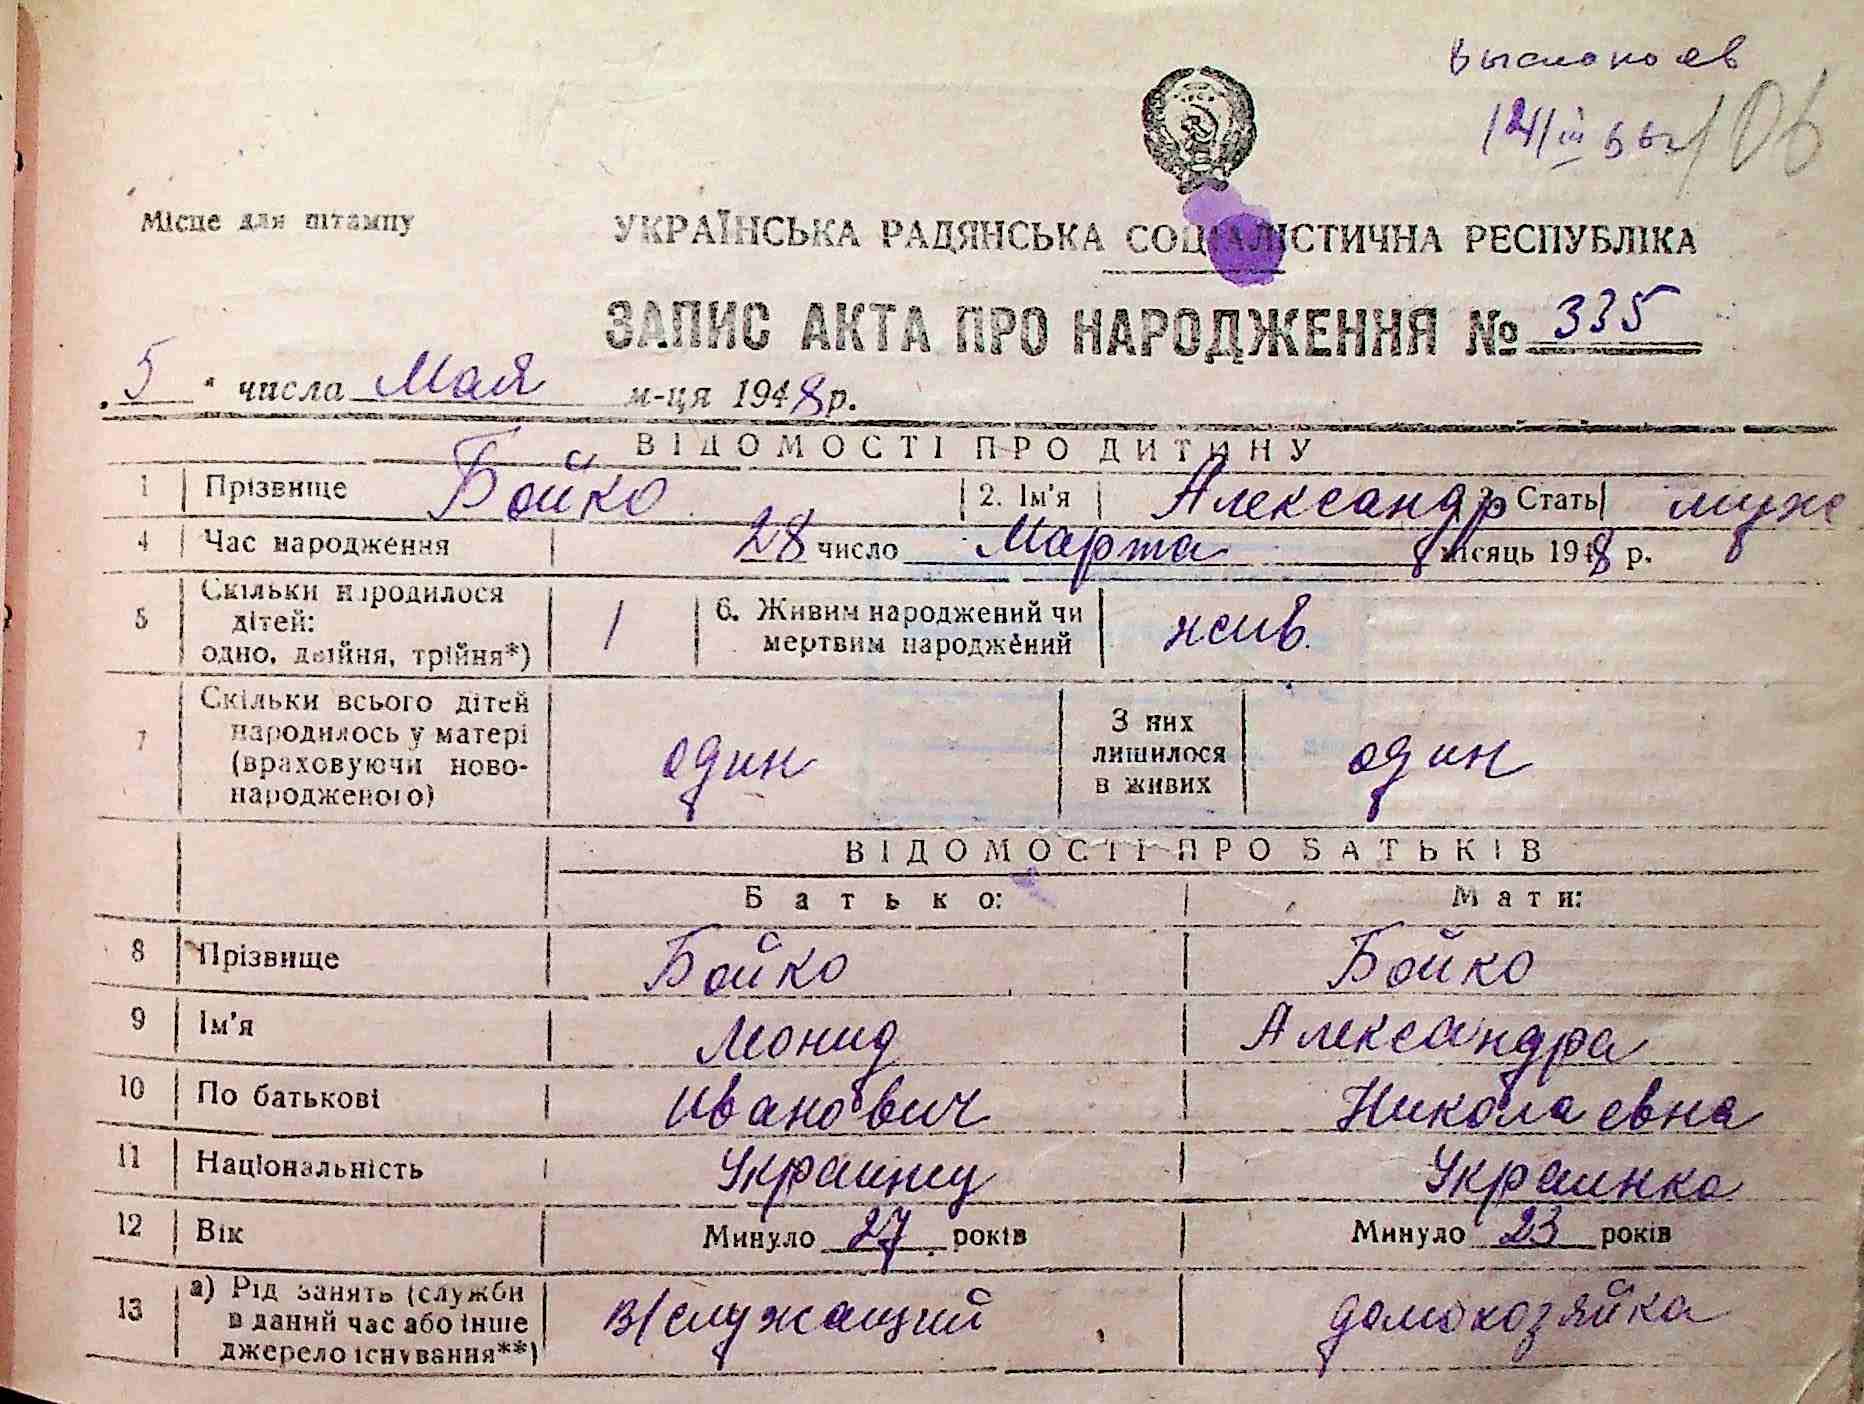 Місце для штампу
УКРАЇНСЬКА РАДЯНСЬКА СОЦІАЛІСТИЧНА РЕСПУБЛІКА
ЗАПИС АКТА ПРО НАРОДЖЕННЯ № 335
„5“ числа Мая м-ця 1948 р.
ВІДОМОСТІ ПРО ДИТИНУ
1 Прізвище Бойко 2. Ім'я Александр 3. Стать муж
4 Час народження 28 число Марта місяць 1948 р.
5 Скільки народилося дітей: одно, двійня, трійня*) 1 6. Живим народжений чи мертвим народжений жив.
7 Скільки всього дітей народилось у матері (враховуючи новонародженого) один З них лишилося в живих один
ВІДОМОСТІ ПРО БАТЬКІВ
Батько: Мати:
8 Прізвище Бойко Бойко
9 Ім'я Леонид Александра
10 По батькові Иванович Николаевна
11 Національність Украинец Украинка
12 Вік Минуло 27 років Минуло 23 років
13 а) Рід занять (служби в даний час або інше джерело існування**) в/служащий домохозяйка